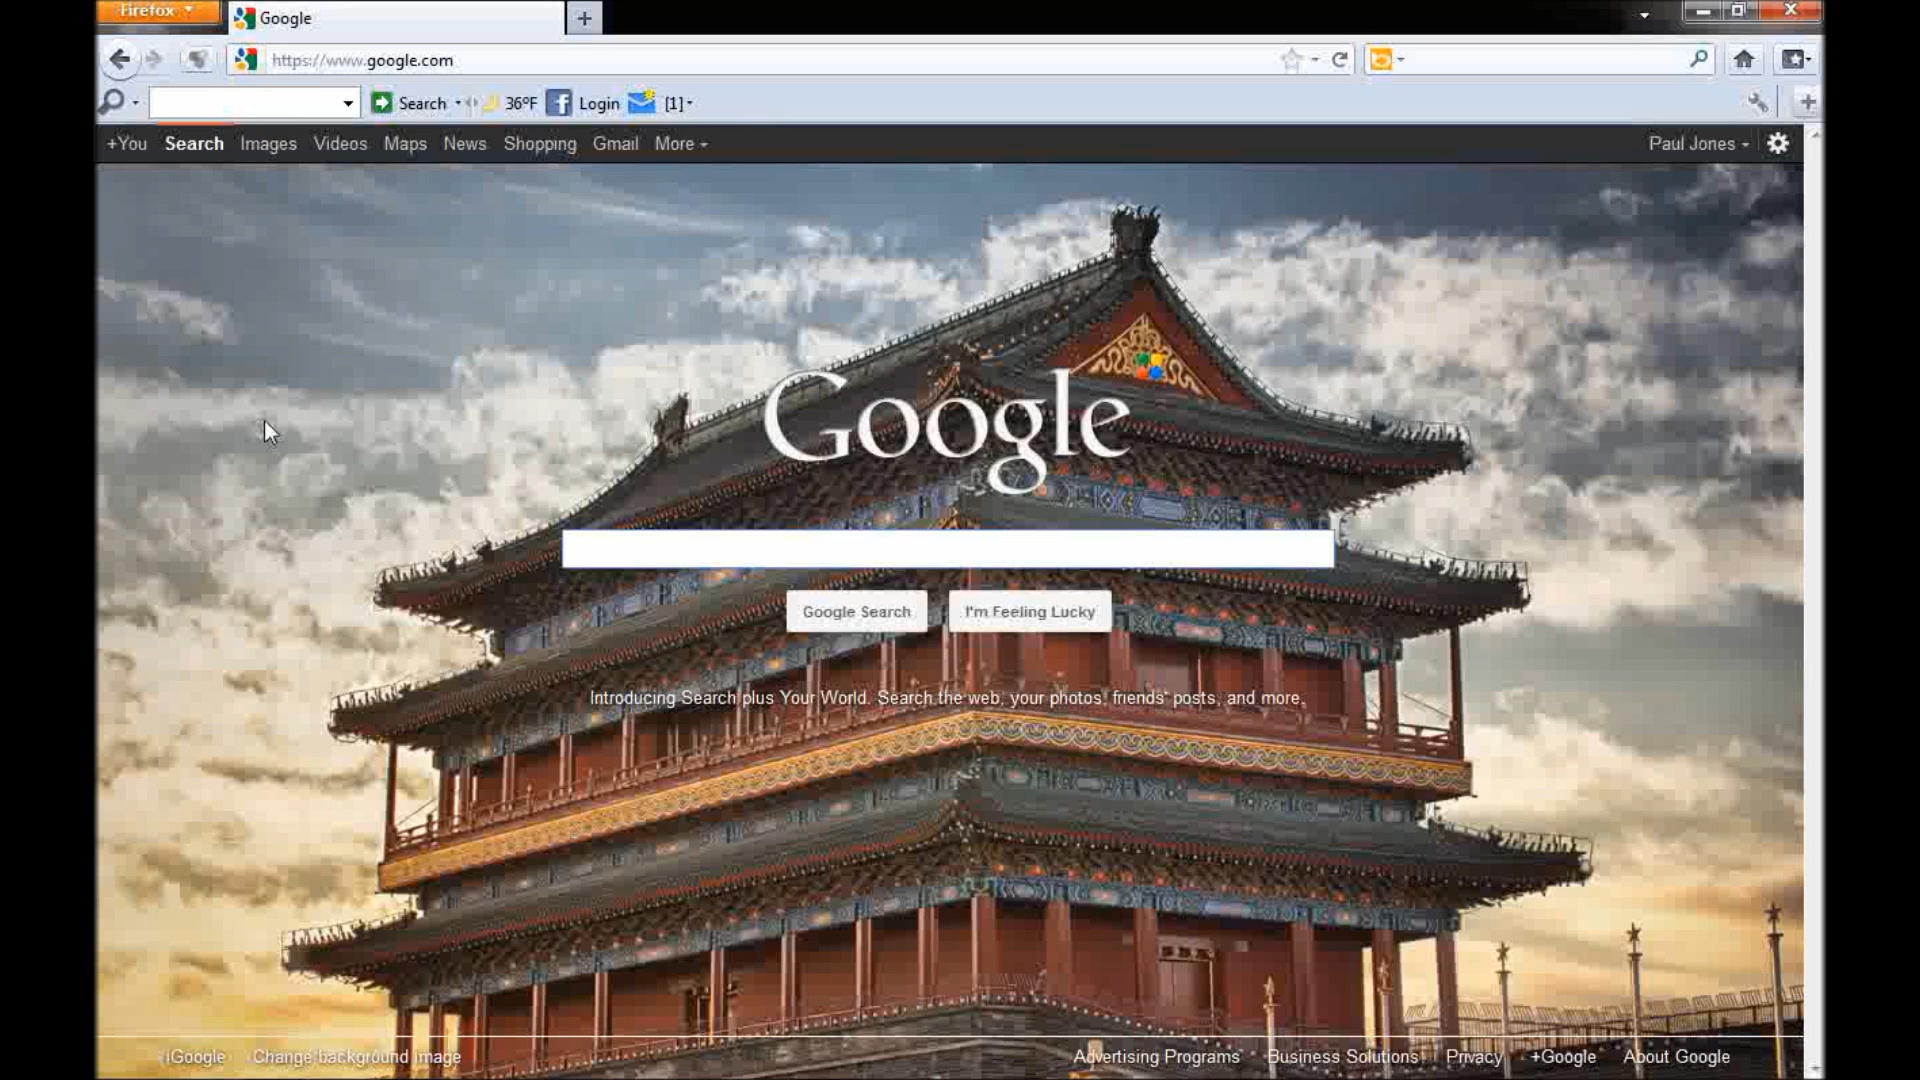 Firefox
Google
https://www.google.com
Search 36°F Login [1]
+You Search Images Videos Maps News Shopping Gmail More Paul Jones
Google
Google Search I'm Feeling Lucky
Introducing Search plus Your World. Search the web, your photos, friends' posts, and more.
iGoogle Change background image Advertising Programs Business Solutions Privacy +Google About Google